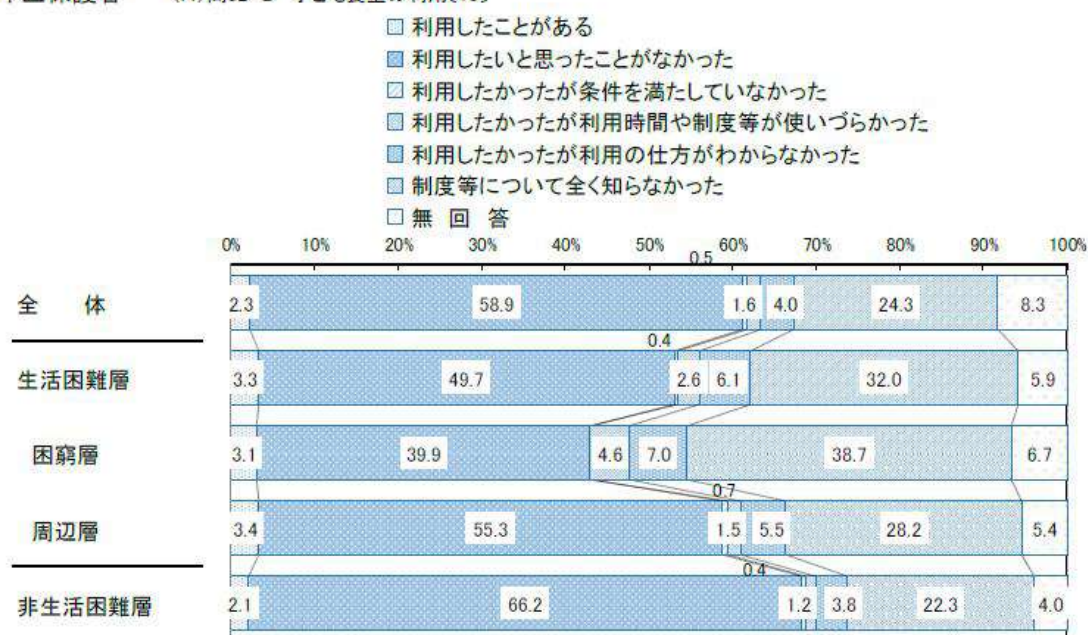 利用したことがある
利用したいと思ったことがなかった
利用したかったが条件を満たしていなかった
利用したかったが利用時間や制度等が使いづらかった
利用したかったが利用の仕方がわからなかった
制度等について全く知らなかった
無 回 答
0% 10% 20% 30% 40% 50% 60% 70% 80% 90% 100%
0.5
全 体 2.3 58.9 1.6 4.0 24.3 8.3
0.4
生活困難層 3.3 49.7 2.6 6.1 32.0 5.9
困窮層 3.1 39.9 4.6 7.0 38.7 6.7
0.7
周辺層 3.4 55.3 1.5 5.5 28.2 5.4
0.4
非生活困難層 2.1 66.2 1.2 3.8 22.3 4.0